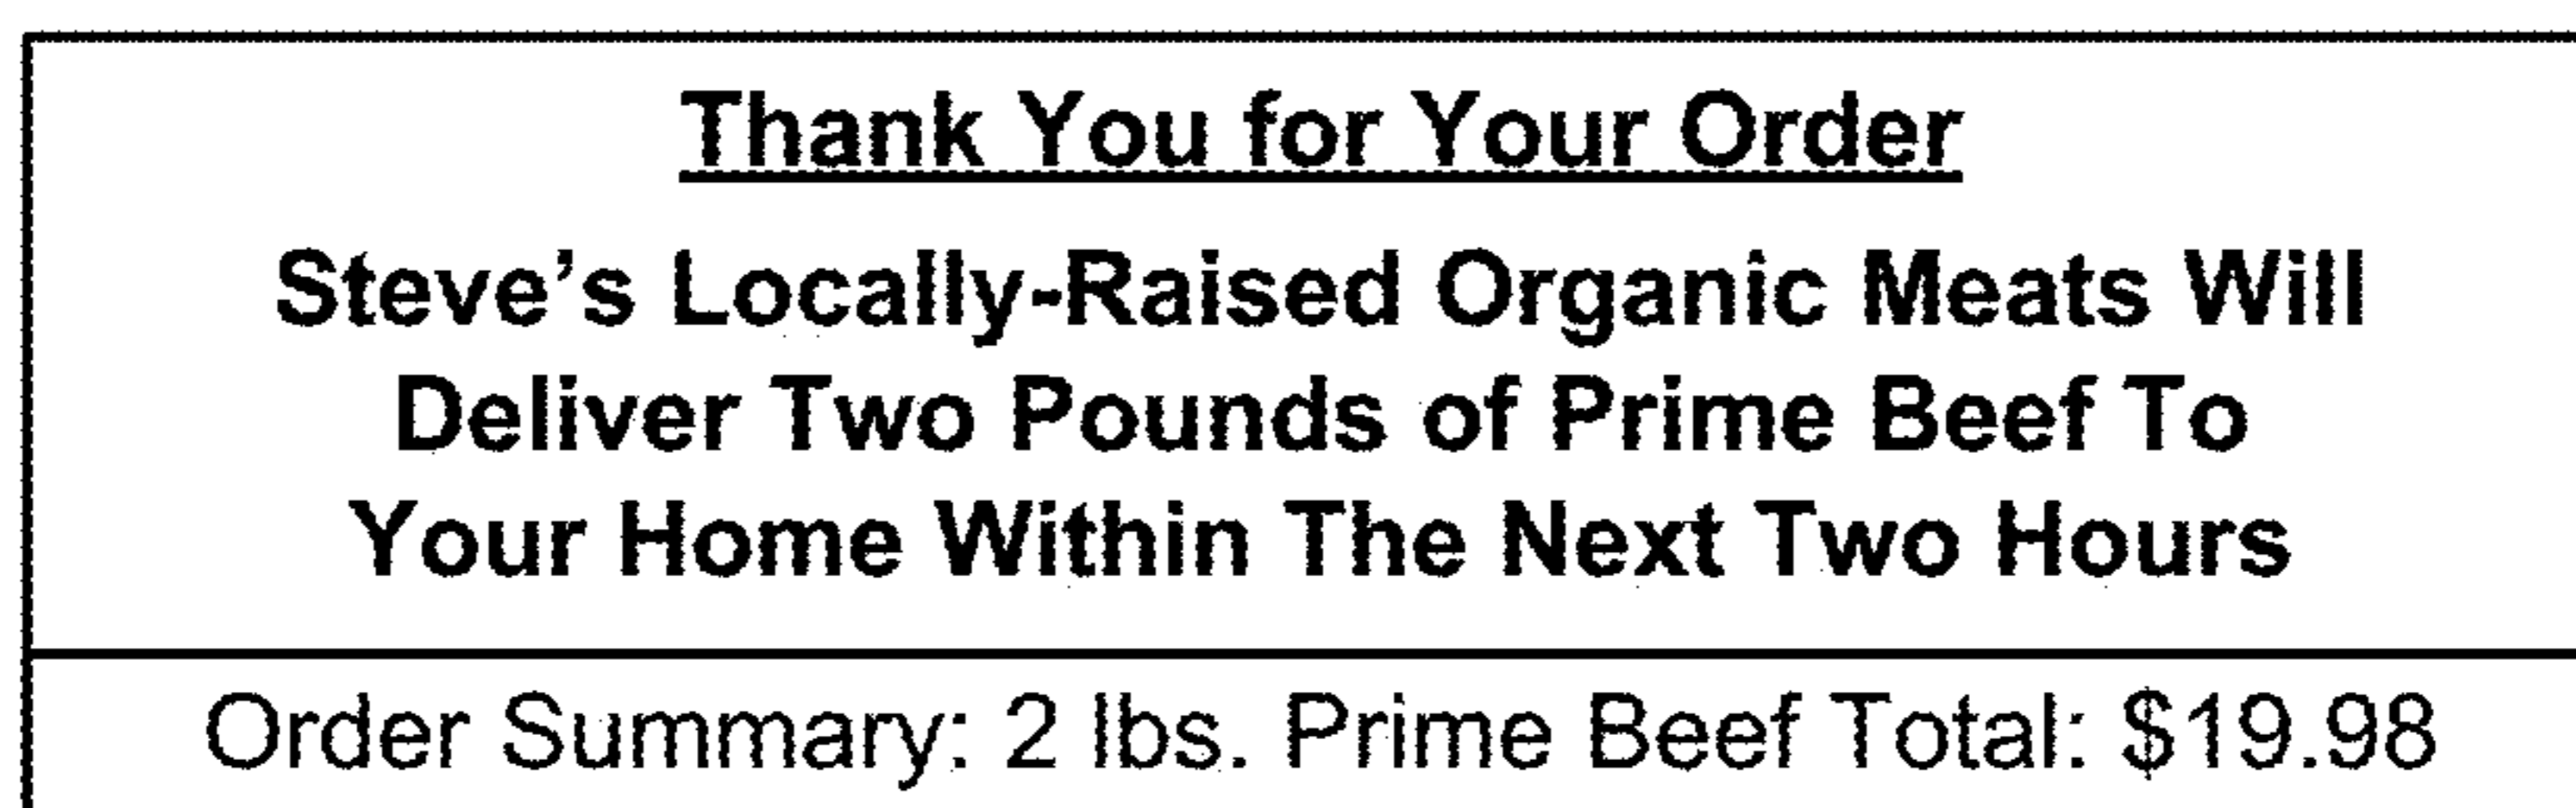 Thank You for Your Order
Steve’s Locally-Raised Organic Meats Will
Deliver Two Pounds of Prime Beef To
Your Home Within The Next Two Hours
Order Summary: 2 lbs. Prime Beef Total: $19.98